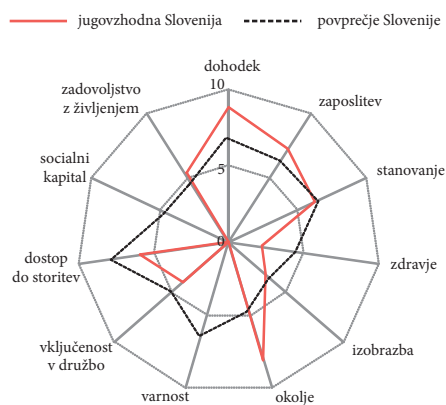 jugovzhodna Slovenija
povprečje Slovenije
dohodek
10
zaposlitev
zadovoljstvo
z življenjem
socialni
kapital
5
stanovanje
0
dostop
do storitev
zdravje
vključenost
v družbo
izobrazba
varnost
okolje